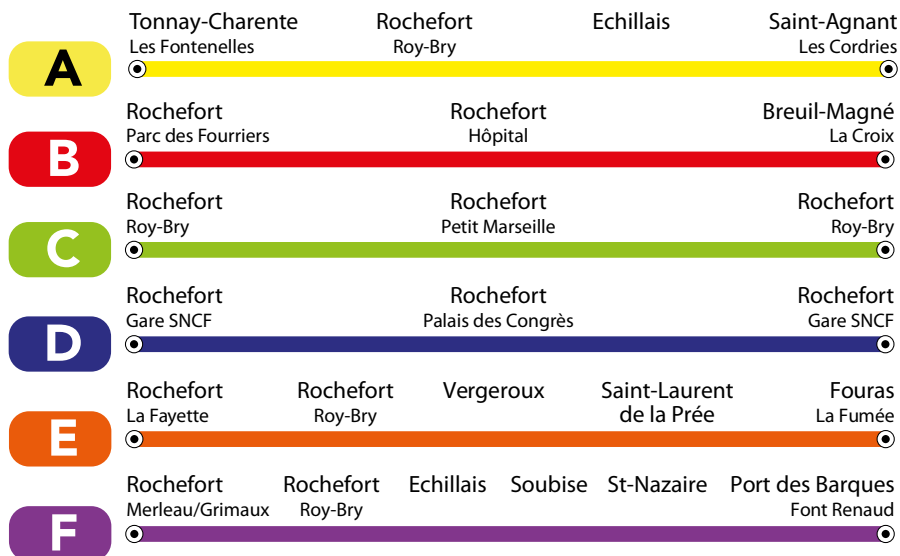 Tonnay-Charente Rochefort Echillais Saint-Agnant
Les Fontenelles Roy-Bry Les Cordries
A
Rochefort Rochefort Breuil-Magné
Parc des Fourriers Hôpital La Croix
B
Rochefort Rochefort Rochefort
Roy-Bry Petit Marseille Roy-Bry
C
Rochefort Rochefort Rochefort
Gare SNCF Palais des Congrès Gare SNCF
D
Rochefort Rochefort Vergeroux Saint-Laurent Fouras
La Fayette Roy-Bry de la Prée La Fumée
E
Rochefort Rochefort Echillais Soubise St-Nazaire Port des Barques
Merleau/Grimaux Roy-Bry Font Renaud
F